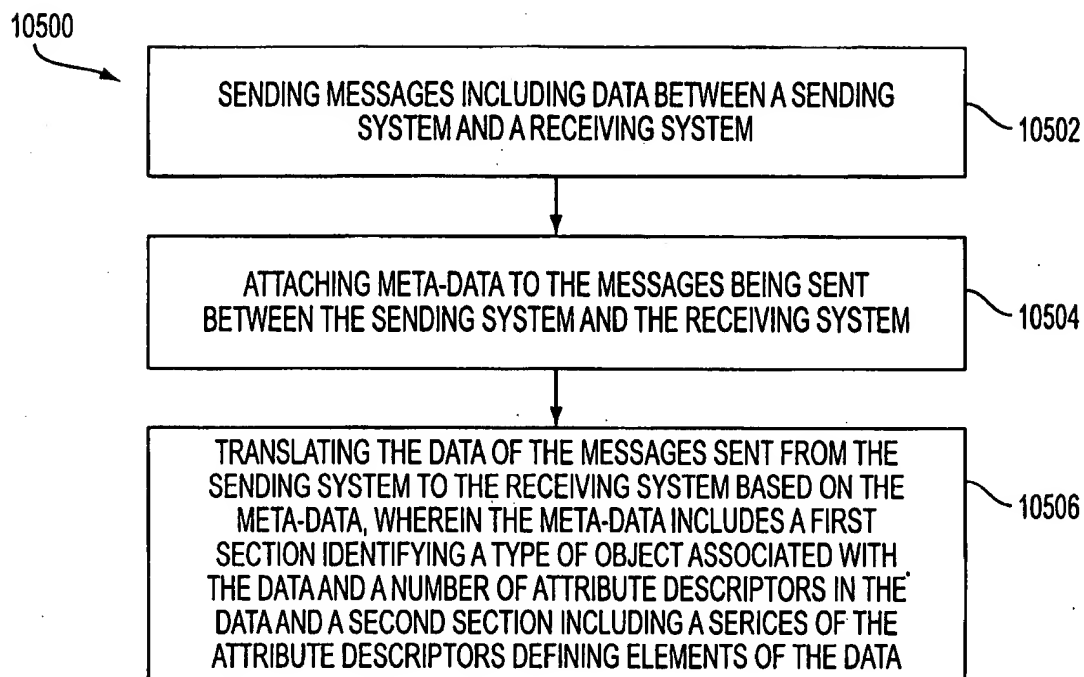 10500
SENDING MESSAGES INCLUDING DATA BETWEEN A SENDING
SYSTEM AND A RECEIVING SYSTEM
10502
ATTACHING META-DATA TO THE MESSAGES BEING SENT
BETWEEN THE SENDING SYSTEM AND THE RECEIVING SYSTEM
10504
TRANSLATING THE DATA OF THE MESSAGES SENT FROM THE
SENDING SYSTEM TO THE RECEIVING SYSTEM BASED ON THE
META-DATA, WHEREIN THE META-DATA INCLUDES A FIRST
SECTION IDENTIFYING A TYPE OF OBJECT ASSOCIATED WITH
THE DATA AND A NUMBER OF ATTRIBUTE DESCRIPTORS IN THE
DATA AND A SECOND SECTION INCLUDING A SERICES OF THE
ATTRIBUTE DESCRIPTORS DEFINING ELEMENTS OF THE DATA
10506